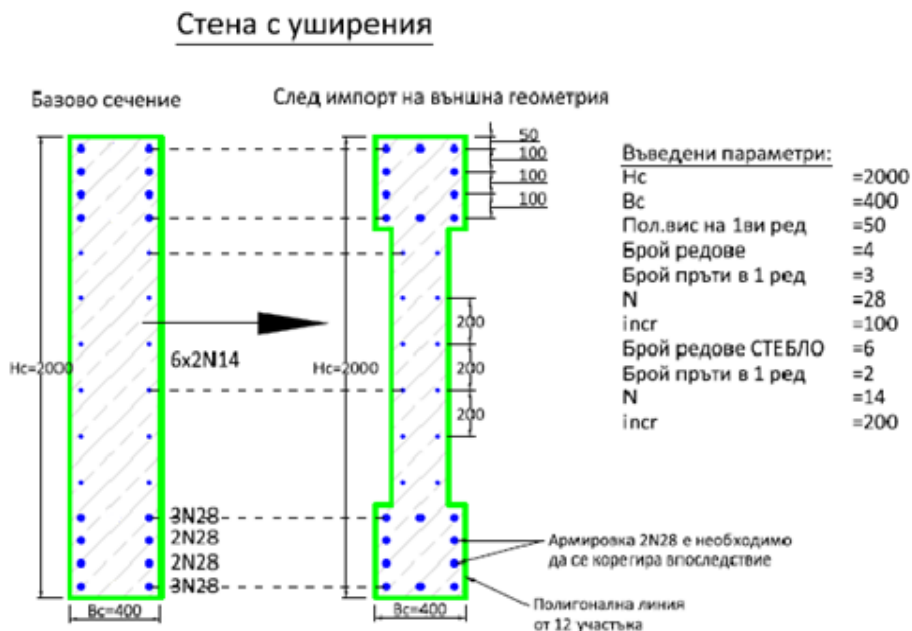 Стена с уширения
Базово сечение
След импорт на външна геометрия
50
100
100
100
Въведени параметри:
Hc =2000
Bc =400
Пол.вис на 1ви ред =50
Брой редове =4
Брой пръти в 1 ред =3
N =28
incr =100
Брой редове СТЕБЛО =6
Брой пръти в 1 ред =2
N =14
incr =200
Hc=2000
6x2N14
Hc=2000
200
200
200
3N28
2N28
2N28
3N28
Bc=400
Bc=400
Армировка 2N28 е необходимо
да се корегира впоследствие
Полигонална линия
от 12 участъка